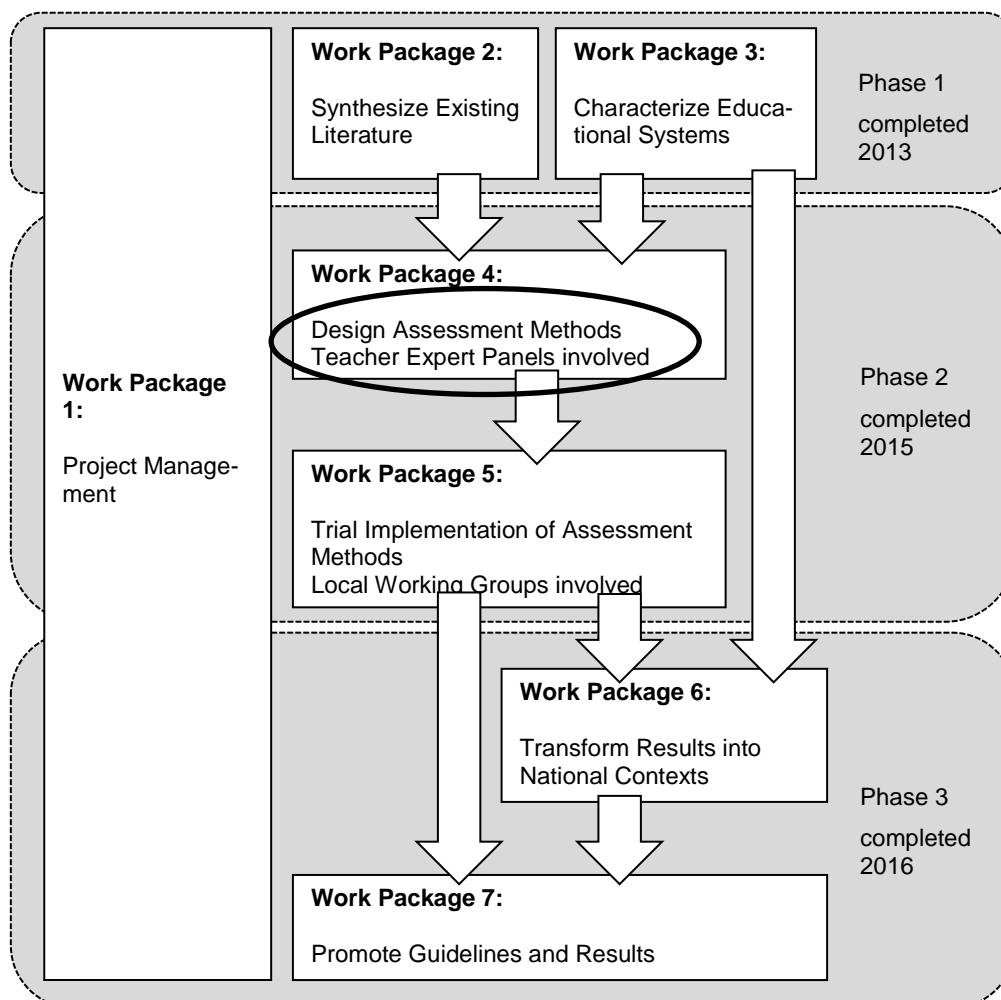 Work Package 2:
Synthesize Existing
Literature
Work Package 3:
Characterize Educa-
tional Systems
Phase 1
completed
2013
Work Package
1:
Project Manage-
ment
Work Package 4:
Design Assessment Methods
Teacher Expert Panels involved
Phase 2
completed
2015
Work Package 5:
Trial Implementation of Assessment
Methods
Local Working Groups involved
Work Package 6:
Transform Results into
National Contexts
Phase 3
completed
2016
Work Package 7:
Promote Guidelines and Results